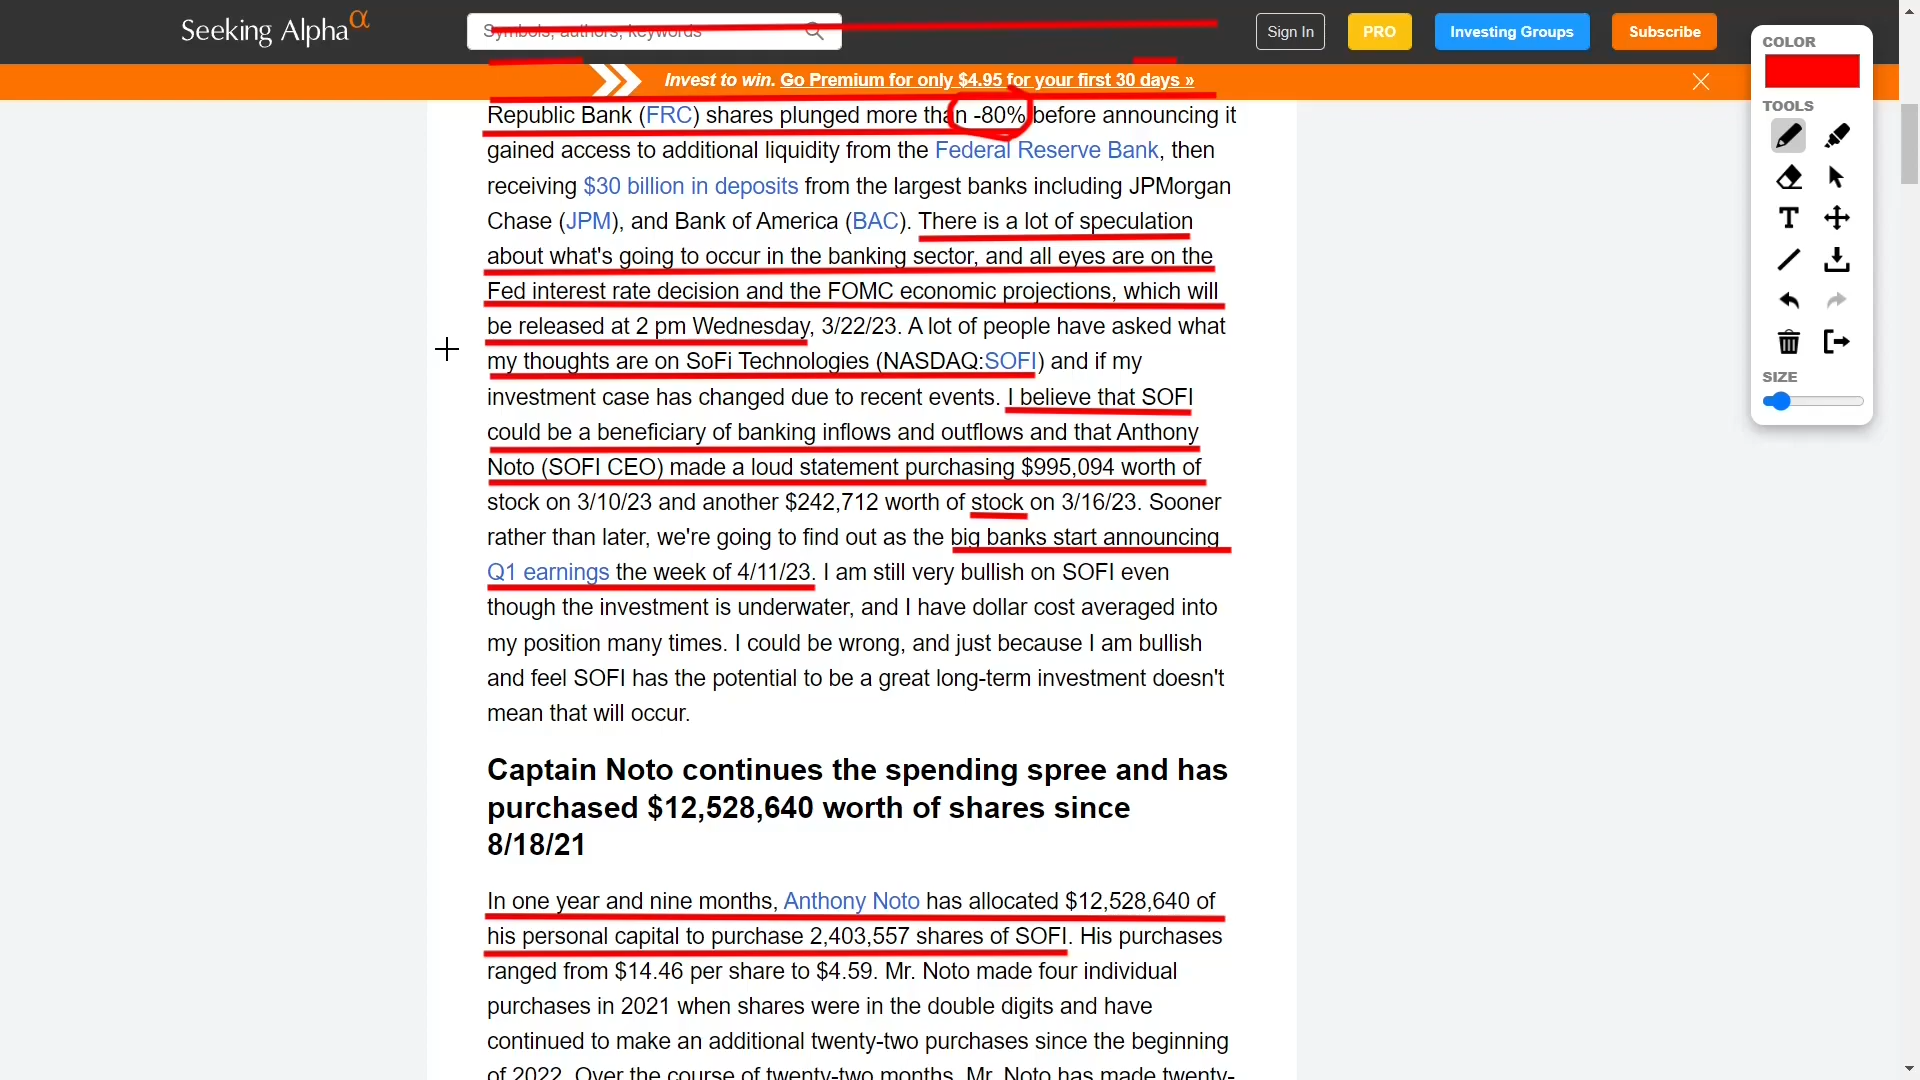 Seeking Alpha α
Symbols, authors, keywords
Sign In
PRO
Investing Groups
Subscribe
Invest to win. Go Premium for only $4.95 for your first 30 days »
COLOR
TOOLS
T
SIZE
Republic Bank (FRC) shares plunged more than -80% before announcing it
gained access to additional liquidity from the Federal Reserve Bank, then
receiving $30 billion in deposits from the largest banks including JPMorgan
Chase (JPM), and Bank of America (BAC). There is a lot of speculation
about what's going to occur in the banking sector, and all eyes are on the
Fed interest rate decision and the FOMC economic projections, which will
be released at 2 pm Wednesday, 3/22/23. A lot of people have asked what
my thoughts are on SoFi Technologies (NASDAQ:SOFI) and if my
investment case has changed due to recent events. I believe that SOFI
could be a beneficiary of banking inflows and outflows and that Anthony
Noto (SOFI CEO) made a loud statement purchasing $995,094 worth of
stock on 3/10/23 and another $242,712 worth of stock on 3/16/23. Sooner
rather than later, we're going to find out as the big banks start announcing
Q1 earnings the week of 4/11/23. I am still very bullish on SOFI even
though the investment is underwater, and I have dollar cost averaged into
my position many times. I could be wrong, and just because I am bullish
and feel SOFI has the potential to be a great long-term investment doesn't
mean that will occur.
Captain Noto continues the spending spree and has
purchased $12,528,640 worth of shares since
8/18/21
In one year and nine months, Anthony Noto has allocated $12,528,640 of
his personal capital to purchase 2,403,557 shares of SOFI. His purchases
ranged from $14.46 per share to $4.59. Mr. Noto made four individual
purchases in 2021 when shares were in the double digits and have
continued to make an additional twenty-two purchases since the beginning
of 2022. Over the course of twenty-two months, Mr. Noto has made twenty-